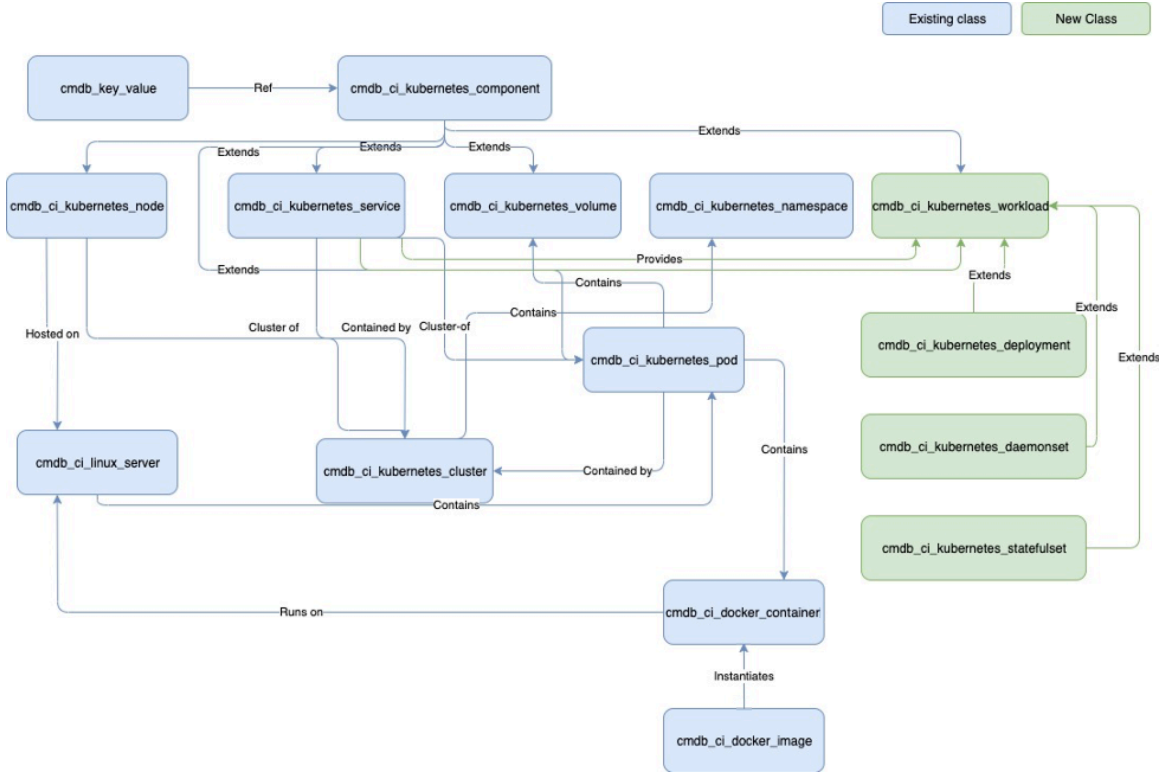 Existing class
New Class
cmdb_key_value
Ref
cmdb_ci_kubernetes_component
Extends
Extends
Extends
Extends
cmdb_ci_kubernetes_node
cmdb_ci_kubernetes_service
cmdb_ci_kubernetes_volume
cmdb_ci_kubernetes_namespace
cmdb_ci_kubernetes_workload
Provides
Extends
Extends
Contains
Extends
Contains
Hosted on
Cluster of
Contained by
Cluster-of
cmdb_ci_kubernetes_deployment
Extends
cmdb_ci_kubernetes_pod
cmdb_ci_kubernetes_daemonset
Contains
cmdb_ci_linux_server
cmdb_ci_kubernetes_cluster
Contained by
Contains
cmdb_ci_kubernetes_statefulset
cmdb_ci_docker_container
Runs on
Instantiates
cmdb_ci_docker_image